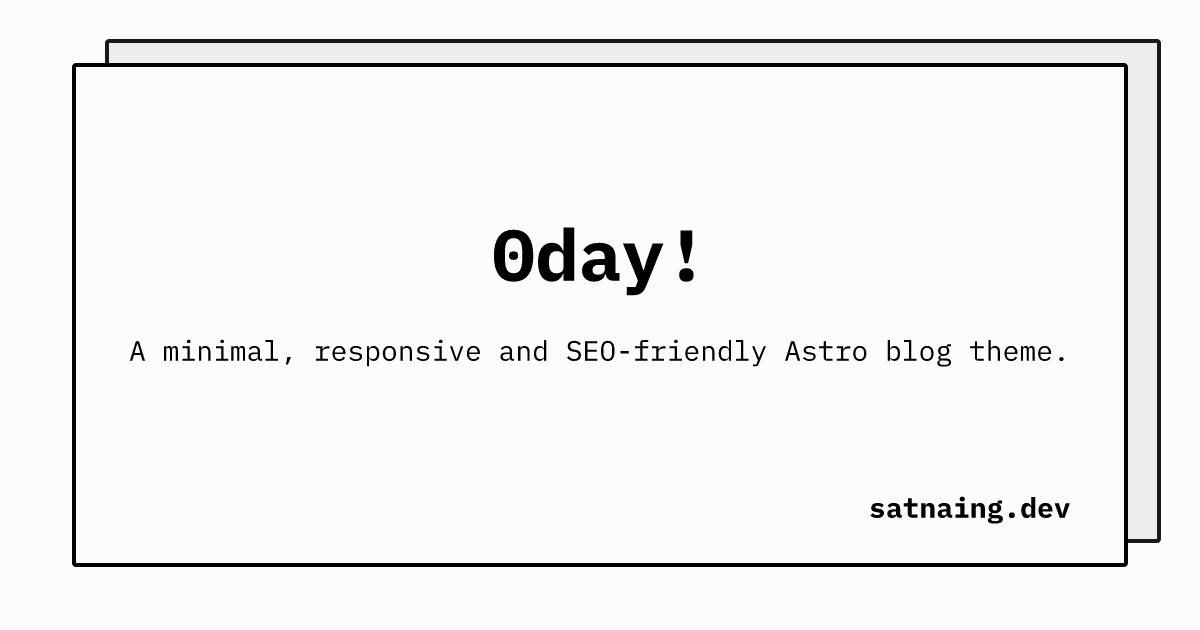 0day!
A minimal, responsive and SEO-friendly Astro blog theme.
satnaing.dev